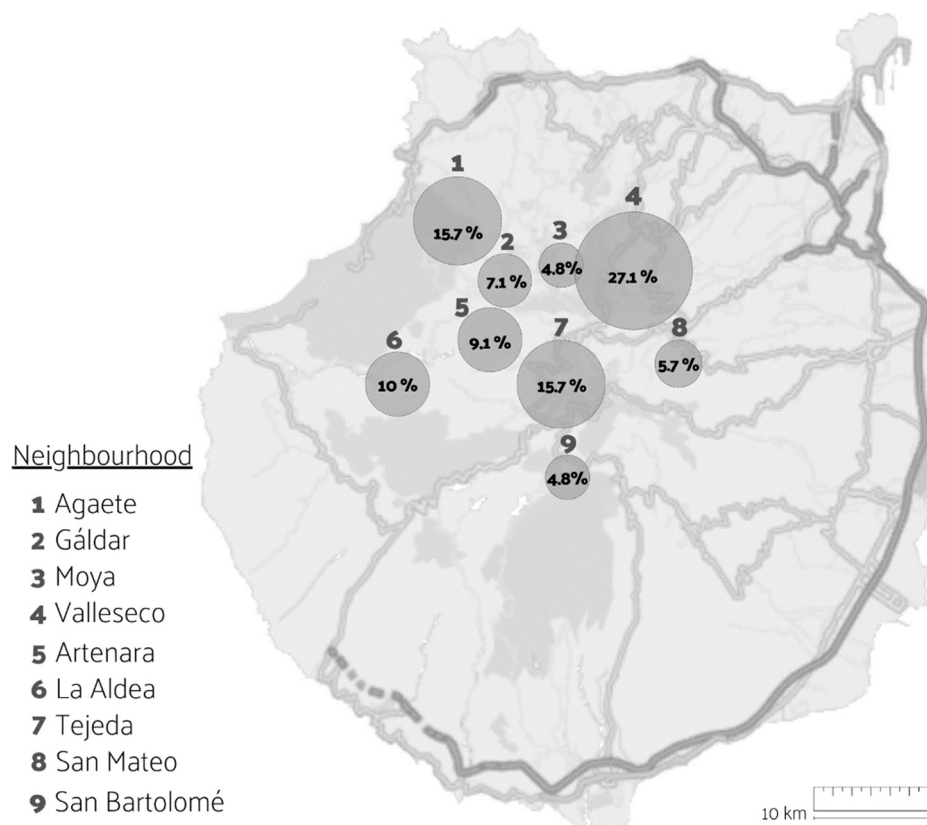 1
15.7 %
2
7.1 %
3
4.8%
4
27.1 %
5
9.1 %
6
10 %
7
15.7 %
8
5.7 %
9
4.8%
Neighbourhood
1 Agaete
2 Gáldar
3 Moya
4 Valleseco
5 Artenara
6 La Aldea
7 Tejeda
8 San Mateo
9 San Bartolomé
10 km